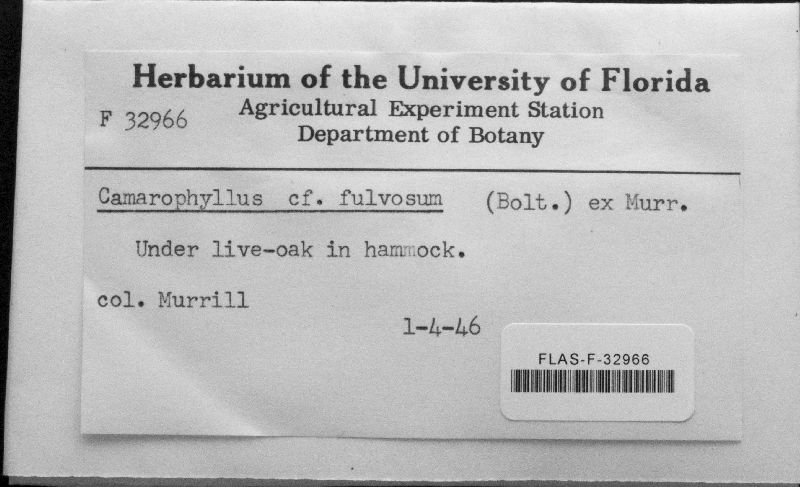 Herbarium of the University of Florida
F 32966
Agricultural Experiment Station
Department of Botany
Camarophyllus cf. fulvosum (Bolt.) ex Murr.
Under live-oak in hammock.
col. Murrill
1-4-46
FLAS-F-32966